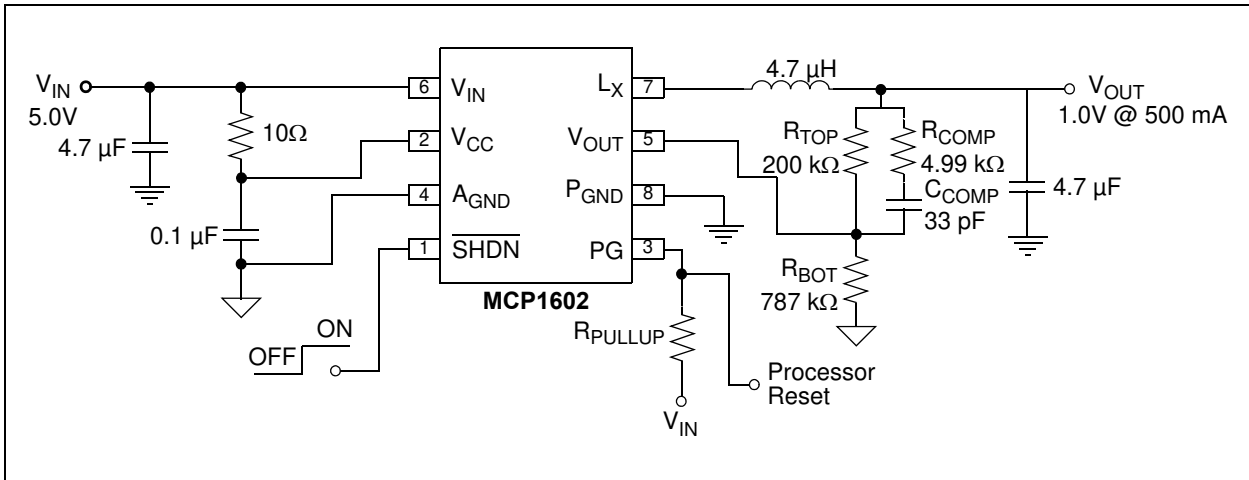 V_IN
5.0V
4.7 µF
10Ω
0.1 µF
OFF
ON
6
2
4
1
V_IN
V_CC
A_GND
SHDN
L_X
V_OUT
P_GND
PG
7
5
8
3
MCP1602
4.7 µH
V_OUT
1.0V @ 500 mA
R_TOP
200 kΩ
R_COMP
4.99 kΩ
C_COMP
33 pF
4.7 µF
R_BOT
787 kΩ
R_PULLUP
V_IN
Processor
Reset